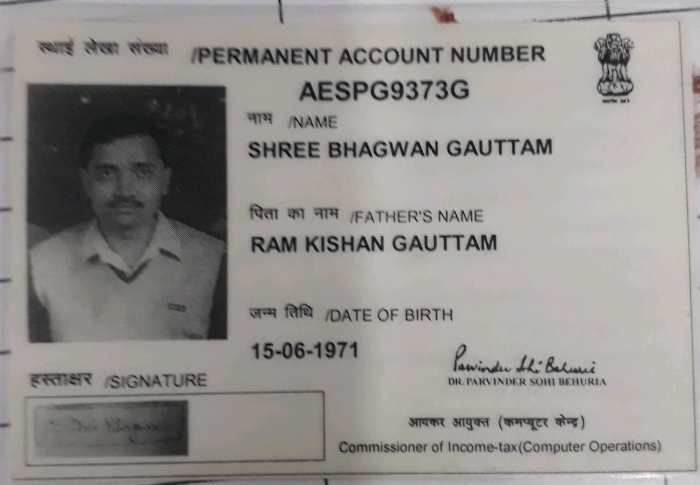 स्थाई लेखा संख्या /PERMANENT ACCOUNT NUMBER
AESPG9373G
नाम /NAME
SHREE BHAGWAN GAUTTAM
पिता का नाम /FATHER'S NAME
RAM KISHAN GAUTTAM
जन्म तिथि /DATE OF BIRTH
15-06-1971
हस्ताक्षर /SIGNATURE
Parvinder Sohi Behuria
DR. PARVINDER SOHI BEHURIA
आयकर आयुक्त (कमप्यूटर केन्द्र)
Commissioner of Income-tax(Computer Operations)